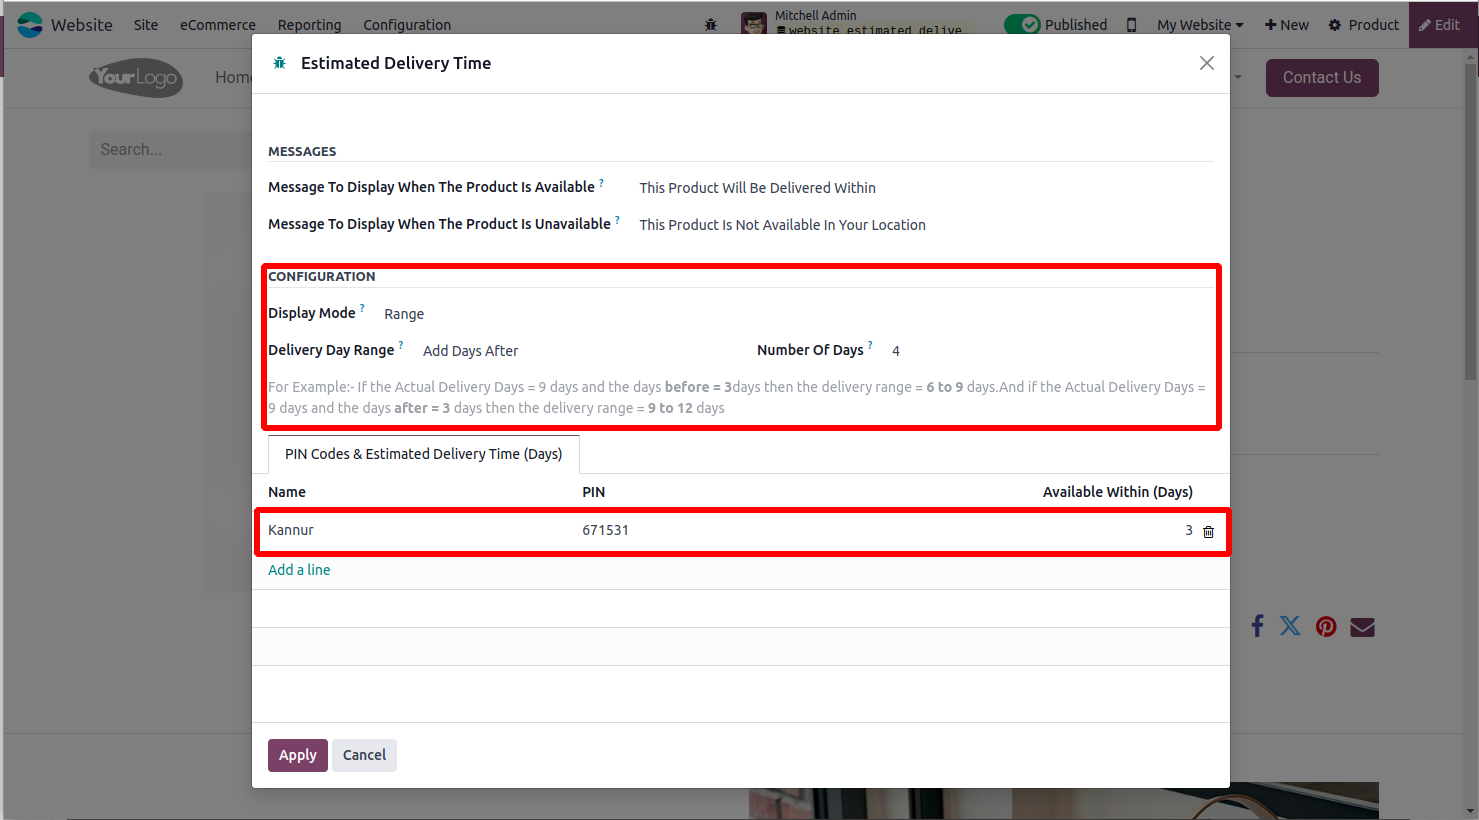 Website Site eCommerce Reporting Configuration Mitchell Admin Published My Website New Product Edit
website_estimated_delive...
YourLogo Home Contact Us
Estimated Delivery Time
Search...
MESSAGES
Message To Display When The Product Is Available ? This Product Will Be Delivered Within
Message To Display When The Product Is Unavailable ? This Product Is Not Available In Your Location
CONFIGURATION
Display Mode ? Range
Delivery Day Range ? Add Days After Number Of Days ? 4
For Example:- If the Actual Delivery Days = 9 days and the days before = 3days then the delivery range = 6 to 9 days.And if the Actual Delivery Days =
9 days and the days after = 3 days then the delivery range = 9 to 12 days
PIN Codes & Estimated Delivery Time (Days)
Name PIN Available Within (Days)
Kannur 671531 3
Add a line
Apply Cancel